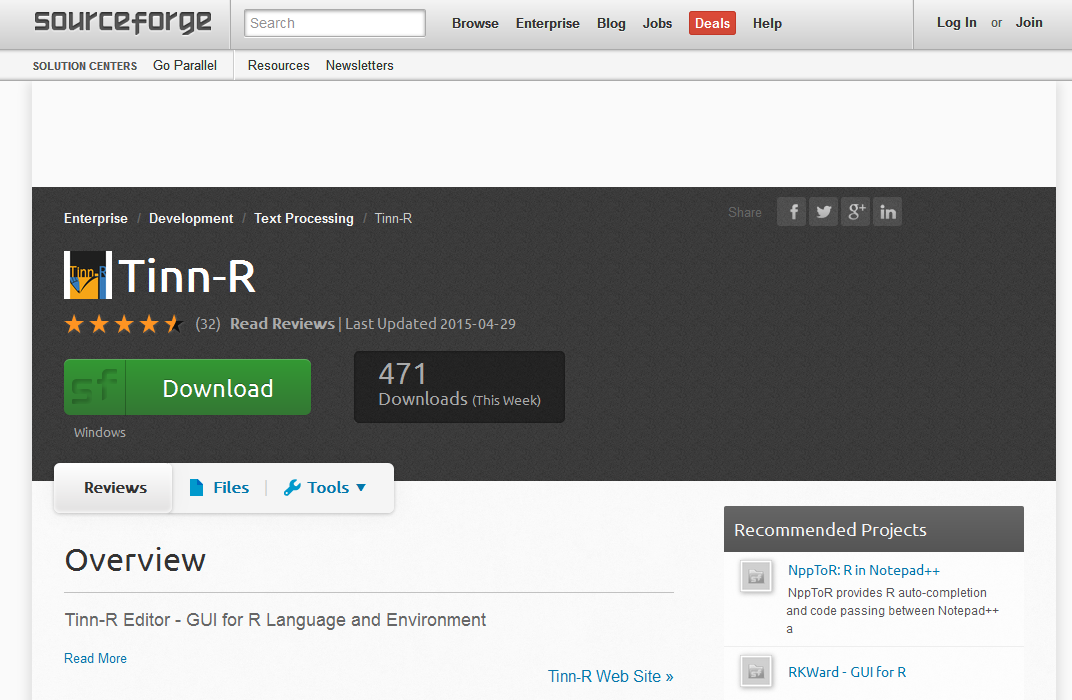 sourceforge
Search
Browse Enterprise Blog Jobs Deals Help
Log In or Join
SOLUTION CENTERS Go Parallel Resources Newsletters
Enterprise / Development / Text Processing / Tinn-R
Share
Tinn-R
Tinn-R
(32) Read Reviews | Last Updated 2015-04-29
sf Download
471
Downloads (This Week)
Windows
Reviews Files Tools
Overview
Tinn-R Editor - GUI for R Language and Environment
Read More
Tinn-R Web Site »
Recommended Projects
NppToR: R in Notepad++
NppToR provides R auto-completion
and code passing between Notepad++
a
RKWard - GUI for R